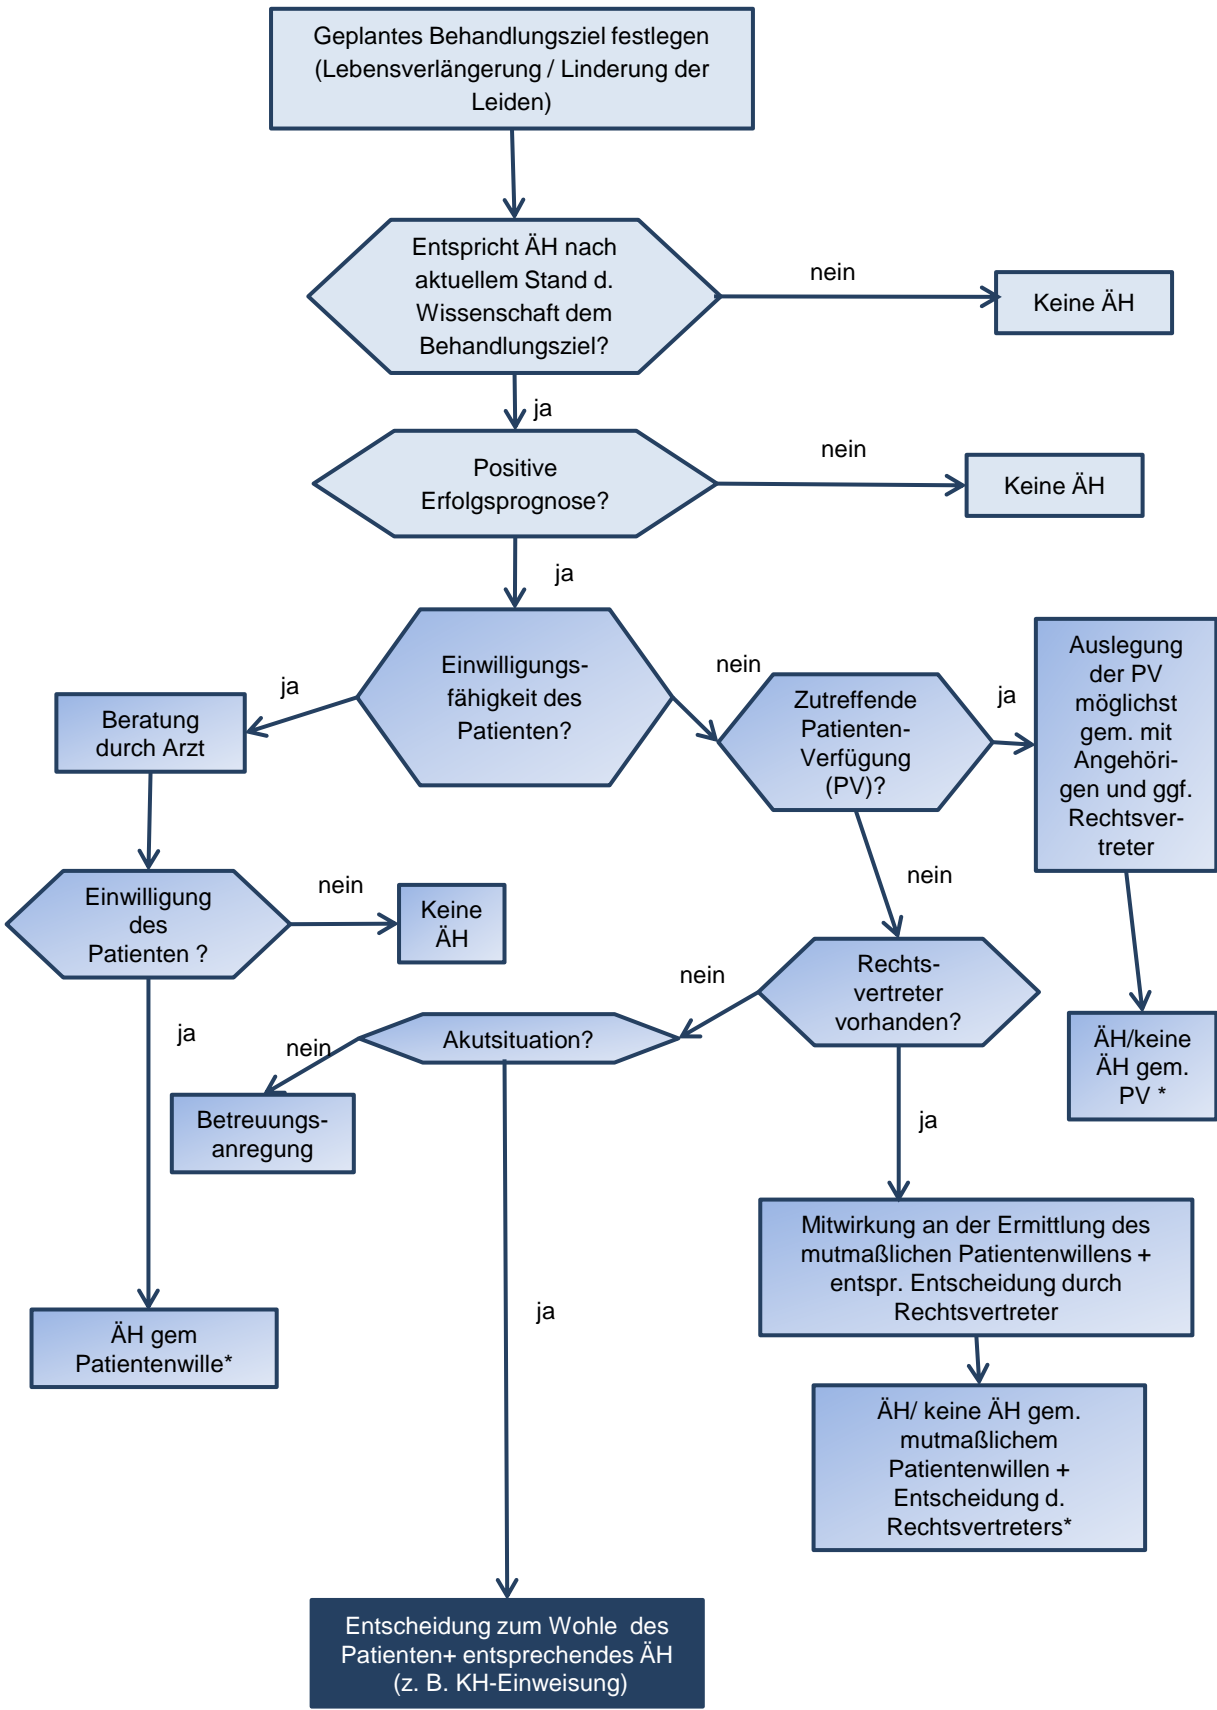 Geplantes Behandlungsziel festlegen
(Lebensverlängerung / Linderung der
Leiden)
Entspricht ÄH nach
aktuellem Stand d.
Wissenschaft dem
Behandlungsziel?
nein
Keine ÄH
ja
Positive
Erfolgsprognose?
nein
Keine ÄH
ja
Einwilligungs-
fähigkeit des
Patienten?
ja
Beratung
durch Arzt
nein
Zutreffende
Patienten-
Verfügung
(PV)?
ja
Auslegung
der PV
möglichst
gem. mit
Angehöri-
gen und ggf.
Rechtsver-
treter
Einwilligung
des
Patienten ?
nein
Keine
ÄH
nein
Rechts-
vertreter
vorhanden?
nein
Akutsituation?
nein
Betreuungs-
anregung
ja
ÄH/keine
ÄH gem.
PV *
ja
Mitwirkung an der Ermittlung des
mutmaßlichen Patientenwillens +
entspr. Entscheidung durch
Rechtsvertreter
ja
ÄH gem
Patientenwille*
ÄH/ keine ÄH gem.
mutmaßlichem
Patientenwillen +
Entscheidung d.
Rechtsvertreters*
Entscheidung zum Wohle des
Patienten+ entsprechendes ÄH
(z. B. KH-Einweisung)